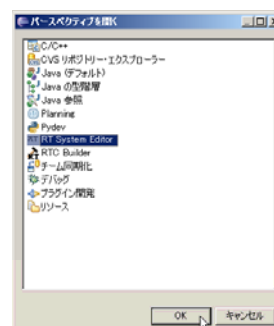 パースペクティブを開く
C/C++
CVS リポジトリー・エクスプローラー
Java (デフォルト)
Java の型階層
Java 参照
Planning
Pydev
RT System Editor
RTC Builder
チーム同期化
デバッグ
プラグイン開発
リソース
OK
キャンセル